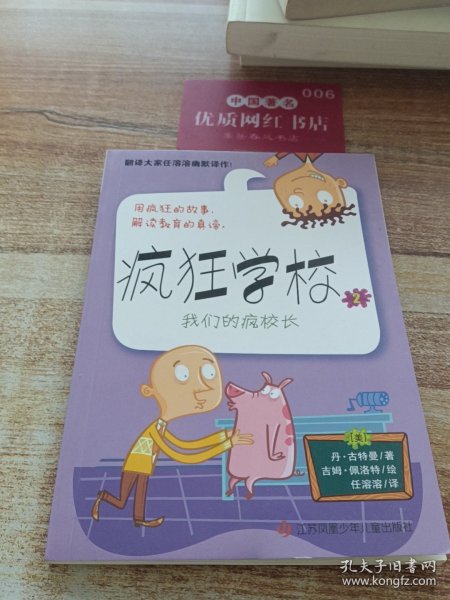 006
中国著名
优质网红书店
翻译大家任溶溶幽默译作!
用疯狂的故事,
解读教育的真谛。
疯狂学校
2
我们的疯校长
[美]
丹·古特曼/著
吉姆·佩洛特/绘
任溶溶/译
江苏凤凰少年儿童出版社
孔夫子旧书网
www.kongfz.com